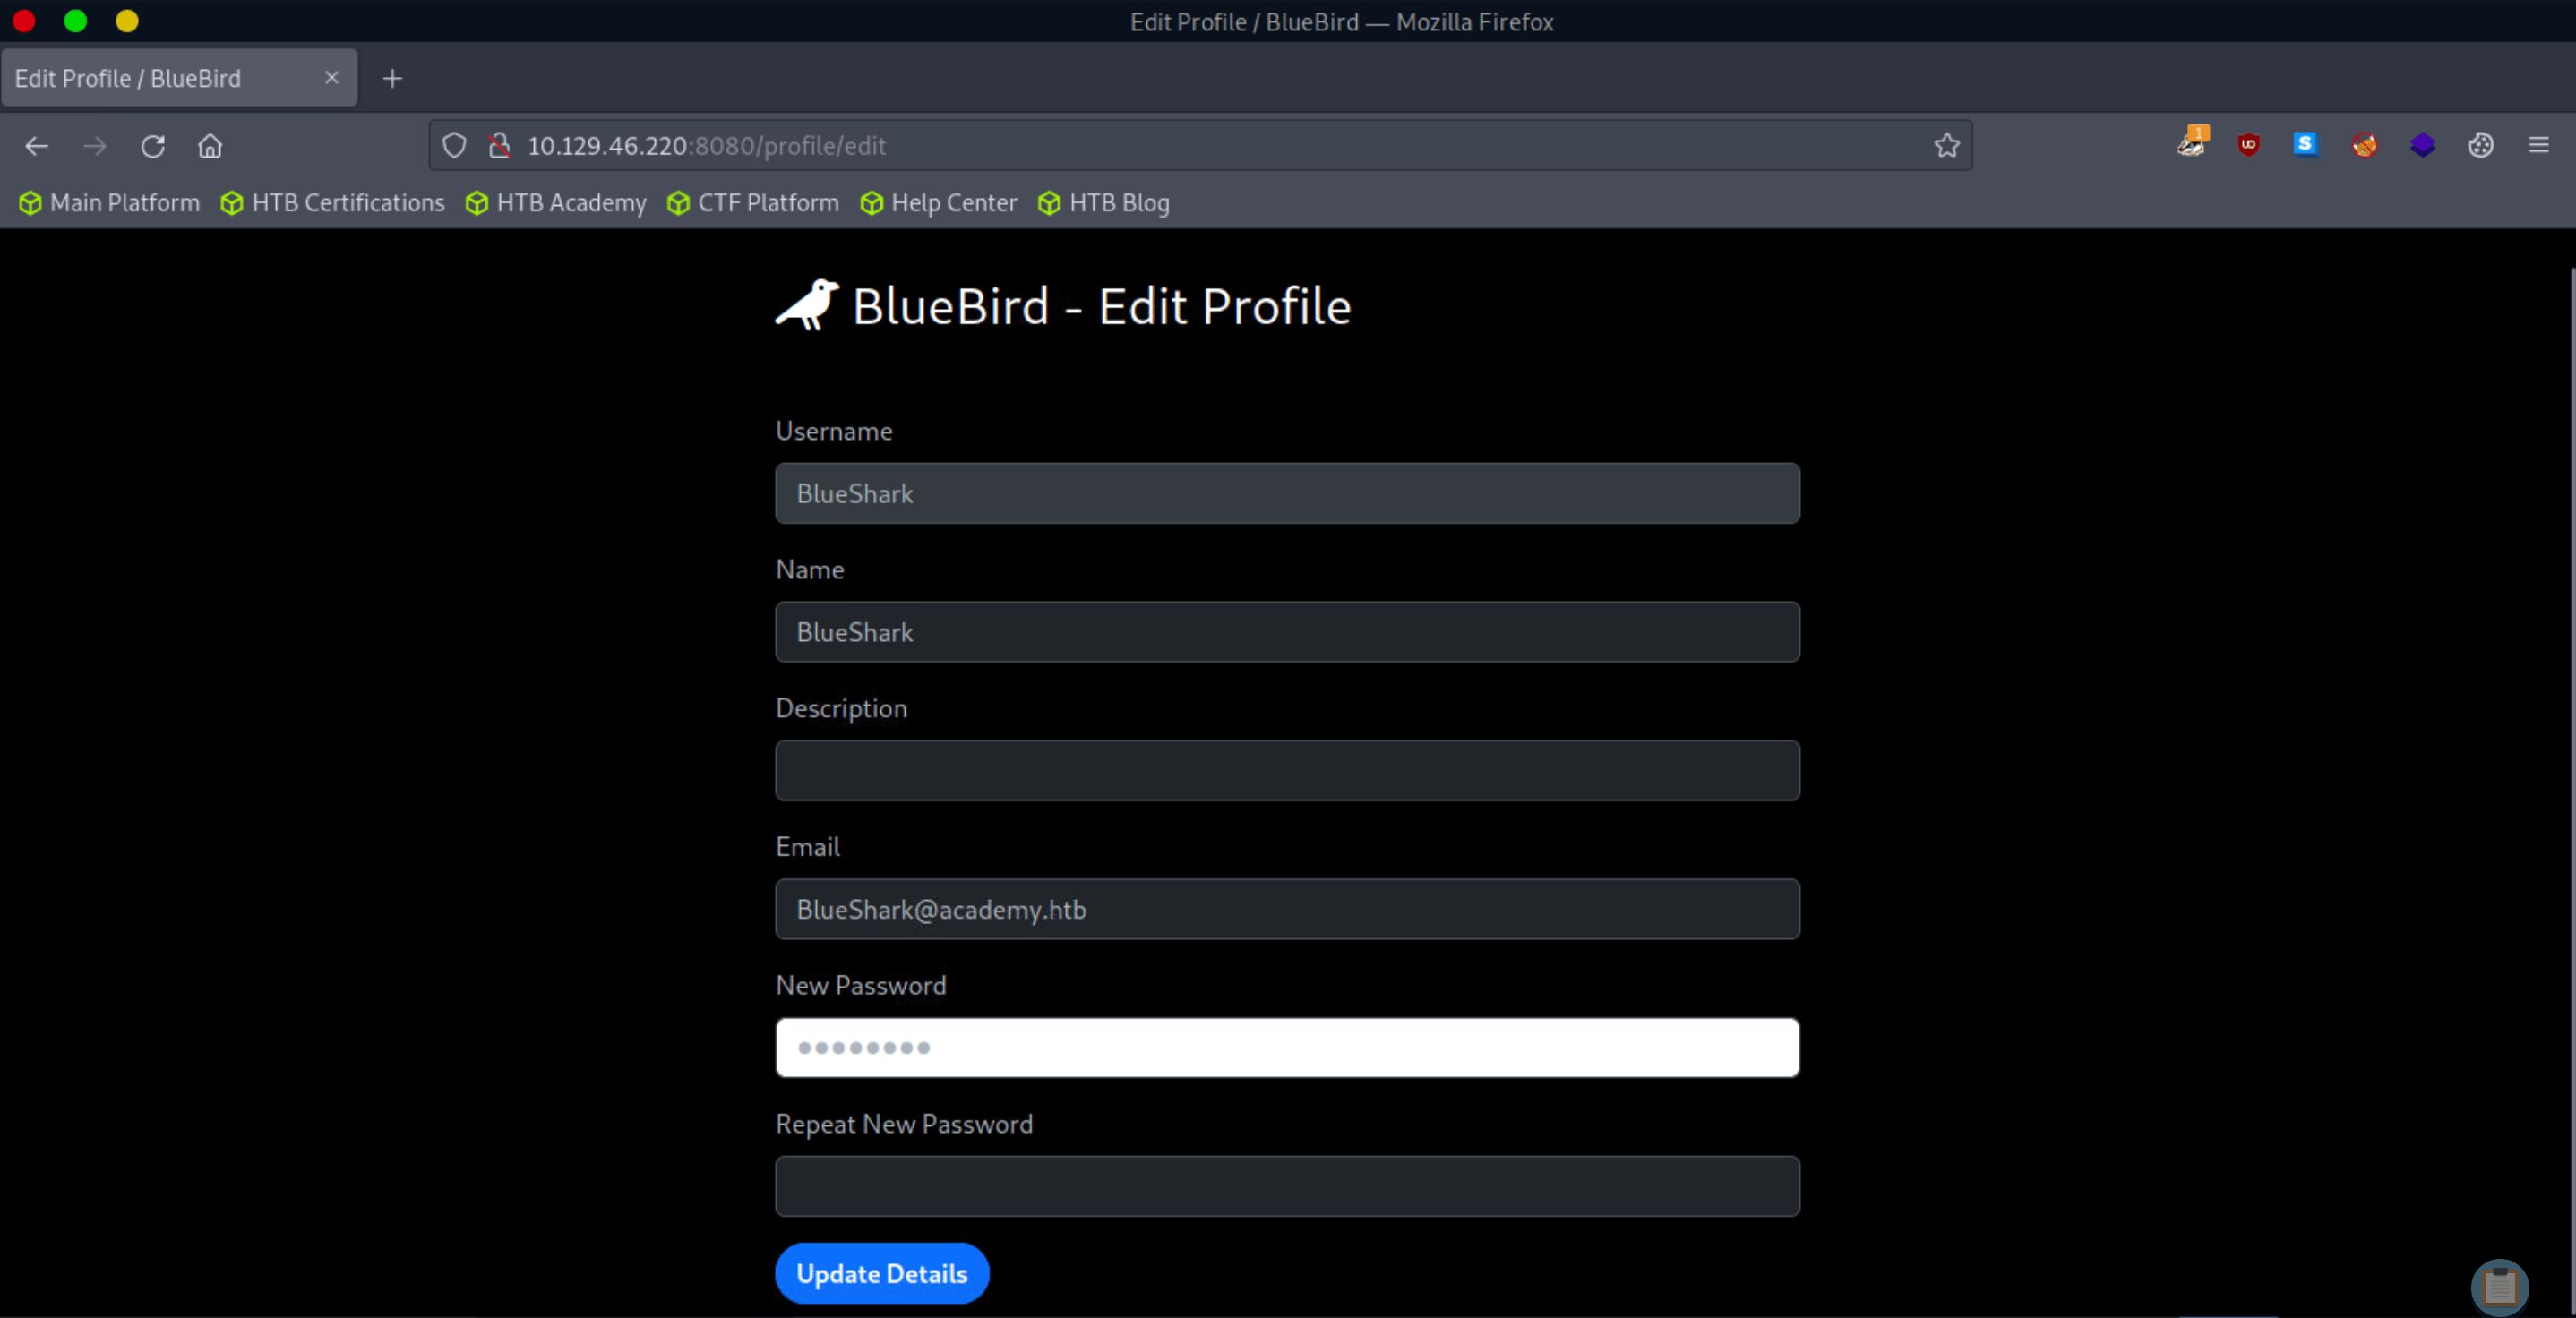 Edit Profile / BlueBird — Mozilla Firefox
Edit Profile / BlueBird
10.129.46.220:8080/profile/edit
1
UD
S
Main Platform HTB Certifications HTB Academy CTF Platform Help Center HTB Blog
BlueBird - Edit Profile
Username
BlueShark
Name
BlueShark
Description
Email
BlueShark@academy.htb
New Password
●●●●●●●●
Repeat New Password
Update Details